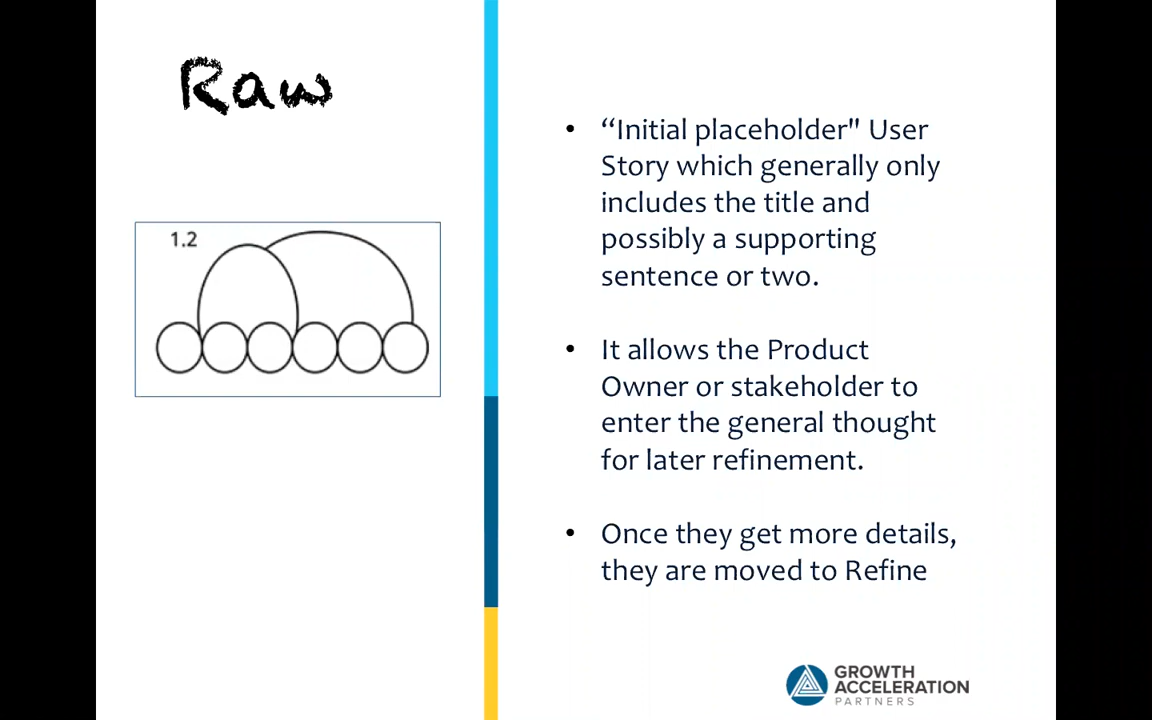 Raw
1.2
• “Initial placeholder" User
Story which generally only
includes the title and
possibly a supporting
sentence or two.
• It allows the Product
Owner or stakeholder to
enter the general thought
for later refinement.
• Once they get more details,
they are moved to Refine
GROWTH
ACCELERATION
PARTNERS